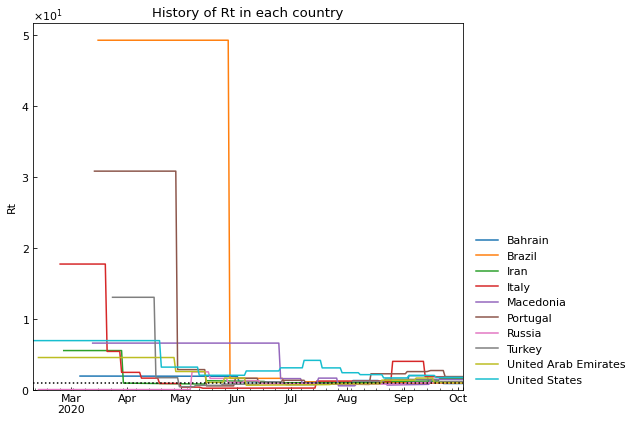 History of Rt in each country
×10¹
5
4
3
2
1
0
Rt
Mar Apr May Jun Jul Aug Sep Oct
2020
Bahrain
Brazil
Iran
Italy
Macedonia
Portugal
Russia
Turkey
United Arab Emirates
United States